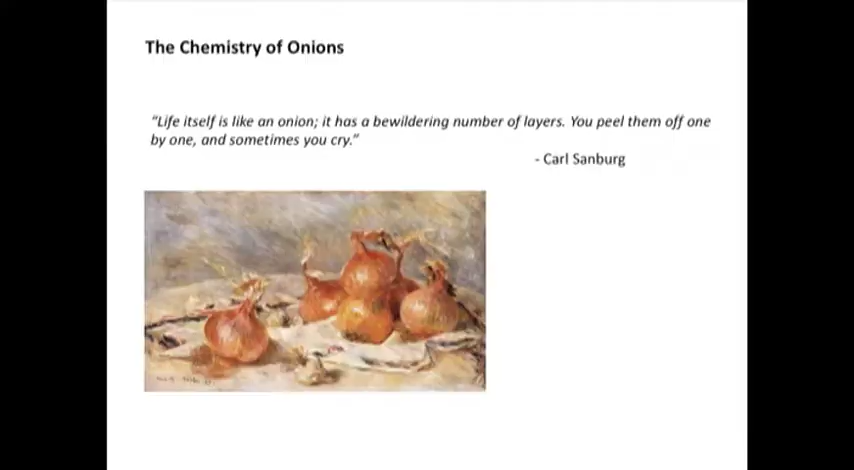 The Chemistry of Onions
"Life itself is like an onion; it has a bewildering number of layers. You peel them off one
by one, and sometimes you cry."
- Carl Sanburg